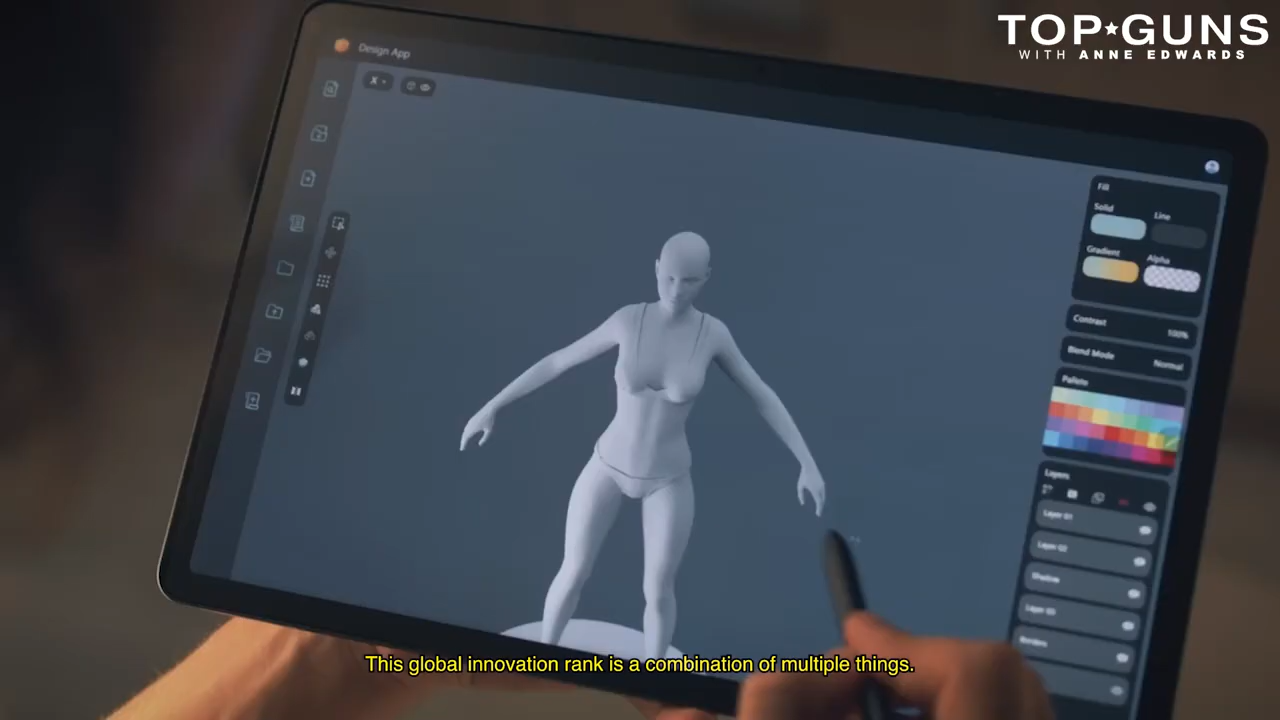 TOP★GUNS
WITH ANNE EDWARDS
Design App
X
Fill
Solid
Line
Gradient
Alpha
Contrast
100%
Blend Mode
Normal
Layers
Layer 01
Layer 02
Shadow
Layer 03
Borders
This global innovation rank is a combination of multiple things.